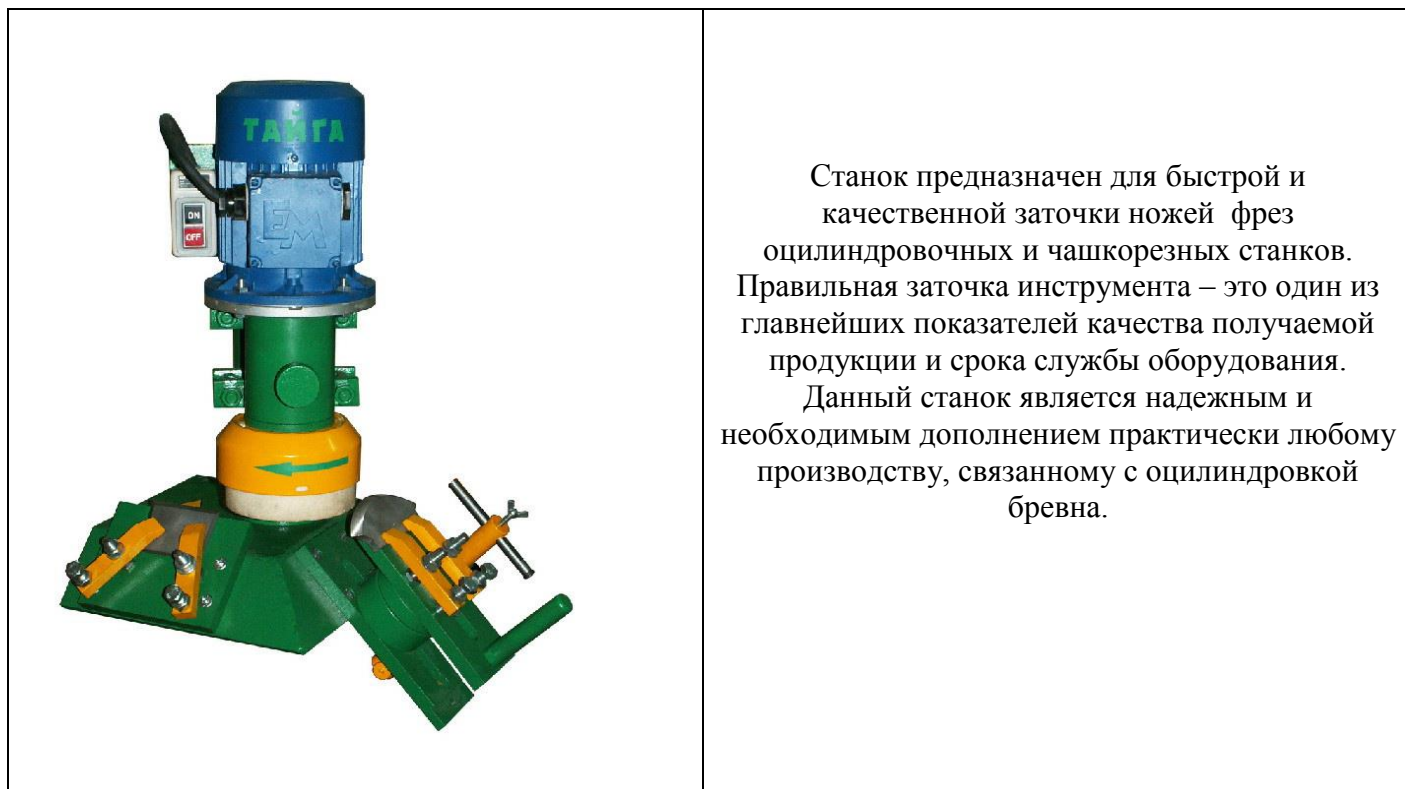 ТАЙГА
ON
EM
OFF
Станок предназначен для быстрой и
качественной заточки ножей фрез
оцилиндровочных и чашкорезных станков.
Правильная заточка инструмента – это один из
главнейших показателей качества получаемой
продукции и срока службы оборудования.
Данный станок является надежным и
необходимым дополнением практически любому
производству, связанному с оцилиндровкой
бревна.